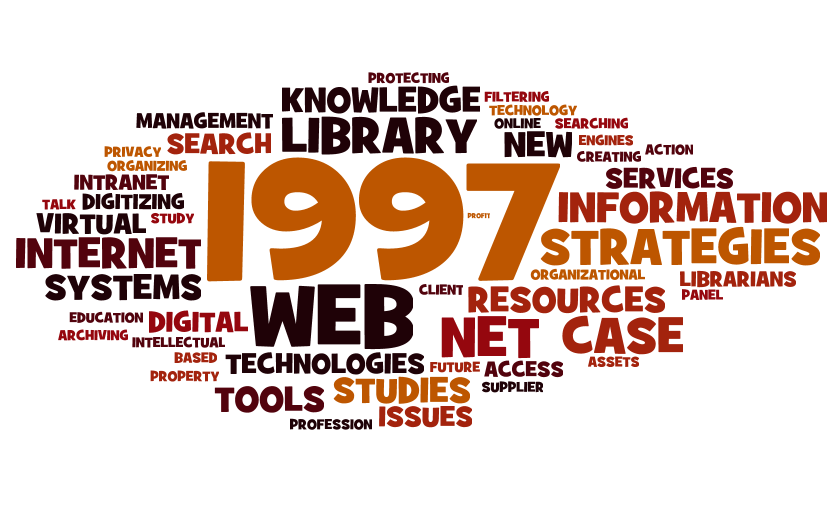 PROTECTING
KNOWLEDGE
FILTERING
TECHNOLOGY
MANAGEMENT
LIBRARY
ONLINE
SEARCHING
SEARCH
NEW
ENGINES
PRIVACY
CREATING
ACTION
ORGANIZING
INTRANET
1997
SERVICES
TALK
DIGITIZING
INFORMATION
VIRTUAL
STUDY
PROFIT
INTERNET
STRATEGIES
SYSTEMS
ORGANIZATIONAL
LIBRARIANS
WEB
CLIENT
RESOURCES
PANEL
EDUCATION
DIGITAL
NET
CASE
ARCHIVING
INTELLECTUAL
BASED
TECHNOLOGIES
FUTURE
ACCESS
ASSETS
PROPERTY
TOOLS
STUDIES
SUPPLIER
ISSUES
PROFESSION